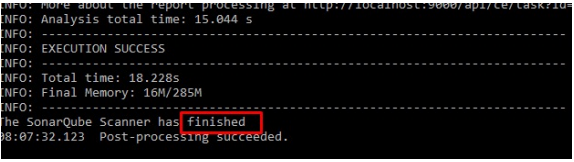 INFO: More about the report processing at http://localhost:9000/api/ce/task?id=
INFO: Analysis total time: 15.044 s
INFO: ------------------------------------------------------------------------
INFO: EXECUTION SUCCESS
INFO: ------------------------------------------------------------------------
INFO: Total time: 18.228s
INFO: Final Memory: 16M/285M
INFO: ------------------------------------------------------------------------
The SonarQube Scanner has finished
08:07:32.123  Post-processing succeeded.